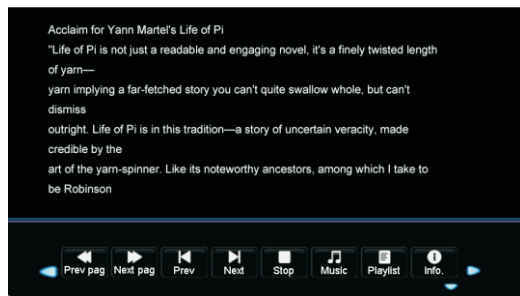 Acclaim for Yann Martel's Life of Pi
"Life of Pi is not just a readable and engaging novel, it's a finely twisted length
of yarn—
yarn implying a far-fetched story you can't quite swallow whole, but can't
dismiss
outright. Life of Pi is in this tradition—a story of uncertain veracity, made
credible by the
art of the yarn-spinner. Like its noteworthy ancestors, among which I take to
be Robinson
Prev pag Next pag Prev Next Stop Music Playlist Info.